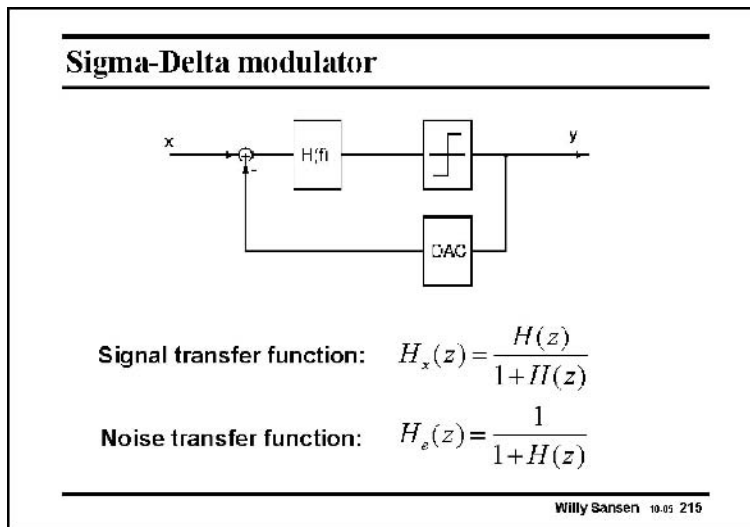 Sigma-Delta modulator
x
y
H(f)
-
DAC
Signal transfer function: H_x(z) = H(z) / 1+H(z)
Noise transfer function: H_e(z) = 1 / 1+H(z)
Willy Sansen 10-05 215